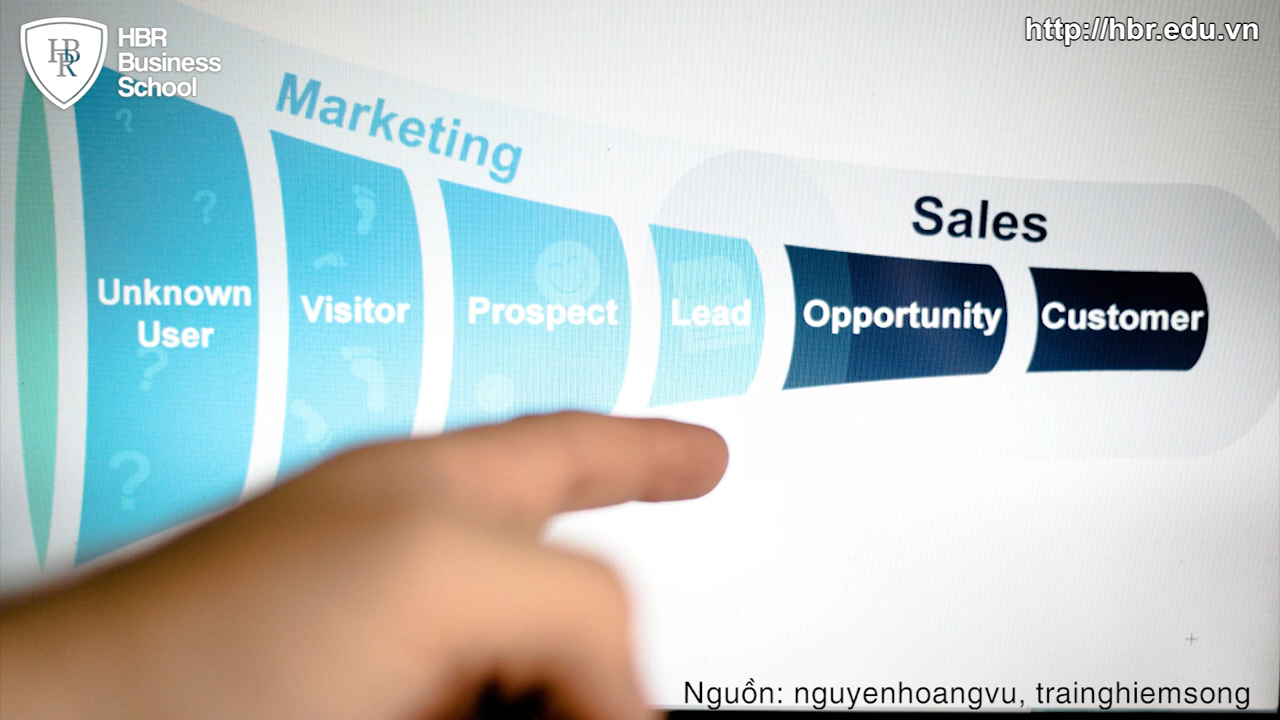 HBR
Business
School
HBR
http://hbr.edu.vn
Marketing
Sales
Unknown
User
Visitor
Prospect
Lead
Opportunity
Customer
?
?
?
?
Nguồn: nguyenhoangvu, trainghiemsong